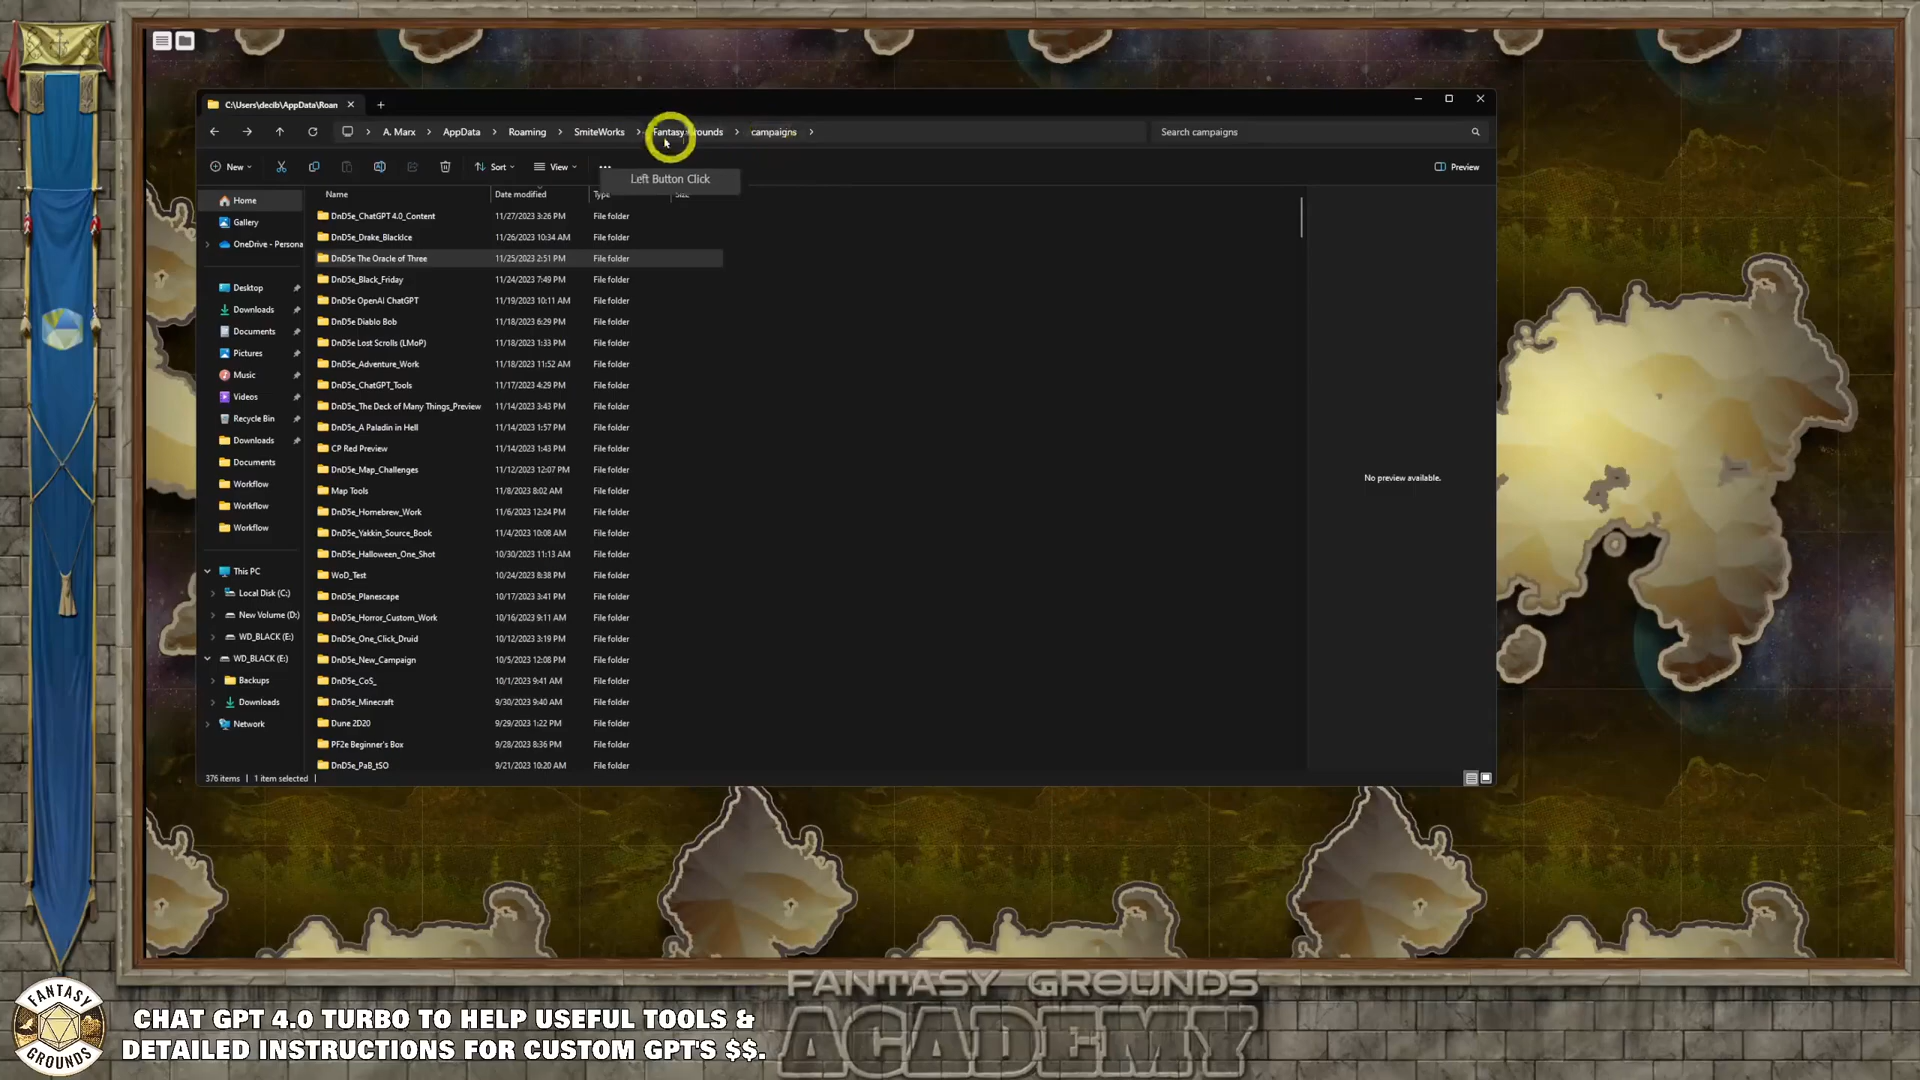 C:\Users\decib\AppData\Roan
A. Marx > AppData > Roaming > SmiteWorks > Fantasy Grounds > campaigns >
Search campaigns
New
Sort
View
...
Preview
Left Button Click
Name
Date modified
Type
Size
Home
Gallery
OneDrive - Persona
Desktop
Downloads
Documents
Pictures
Music
Videos
Recycle Bin
Downloads
Documents
Workflow
Workflow
Workflow
This PC
Local Disk (C:)
New Volume (D:)
WD_BLACK (E:)
WD_BLACK (E:)
Backups
Downloads
Network
DnD5e_ChatGPT 4.0_Content 11/27/2023 3:26 PM File folder
DnD5e_Drake_BlackIce 11/26/2023 10:34 AM File folder
DnD5e The Oracle of Three 11/25/2023 2:51 PM File folder
DnD5e_Black_Friday 11/24/2023 7:49 PM File folder
DnD5e OpenAI ChatGPT 11/19/2023 10:11 AM File folder
DnD5e Diablo Bob 11/18/2023 6:29 PM File folder
DnD5e Lost Scrolls (LMoP) 11/18/2023 1:33 PM File folder
DnD5e_Adventure_Work 11/18/2023 11:52 AM File folder
DnD5e_ChatGPT_Tools 11/17/2023 4:29 PM File folder
DnD5e_The Deck of Many Things_Preview 11/14/2023 3:43 PM File folder
DnD5e_A Paladin in Hell 11/14/2023 1:57 PM File folder
CP Red Preview 11/14/2023 1:43 PM File folder
DnD5e_Map_Challenges 11/12/2023 12:07 PM File folder
Map Tools 11/8/2023 8:02 AM File folder
DnD5e_Homebrew_Work 11/6/2023 12:24 PM File folder
DnD5e_Yakkin_Source_Book 11/4/2023 10:08 AM File folder
DnD5e_Halloween_One_Shot 10/30/2023 11:13 AM File folder
WoD_Test 10/24/2023 8:38 PM File folder
DnD5e_Planescape 10/17/2023 3:41 PM File folder
DnD5e_Horror_Custom_Work 10/16/2023 9:11 AM File folder
DnD5e_One_Click_Druid 10/12/2023 3:19 PM File folder
DnD5e_New_Campaign 10/5/2023 12:08 PM File folder
DnD5e_CoS_ 10/1/2023 9:41 AM File folder
DnD5e_Minecraft 9/30/2023 9:40 AM File folder
Dune 2D20 9/29/2023 1:22 PM File folder
PF2e Beginner's Box 9/28/2023 8:36 PM File folder
DnD5e_PaB_tSO 9/21/2023 10:20 AM File folder
No preview available.
376 items
1 item selected
FANTASY GROUNDS
CHAT GPT 4.0 TURBO TO HELP USEFUL TOOLS &
DETAILED INSTRUCTIONS FOR CUSTOM GPT'S $$.
FANTASY GROUNDS
ACADEMY